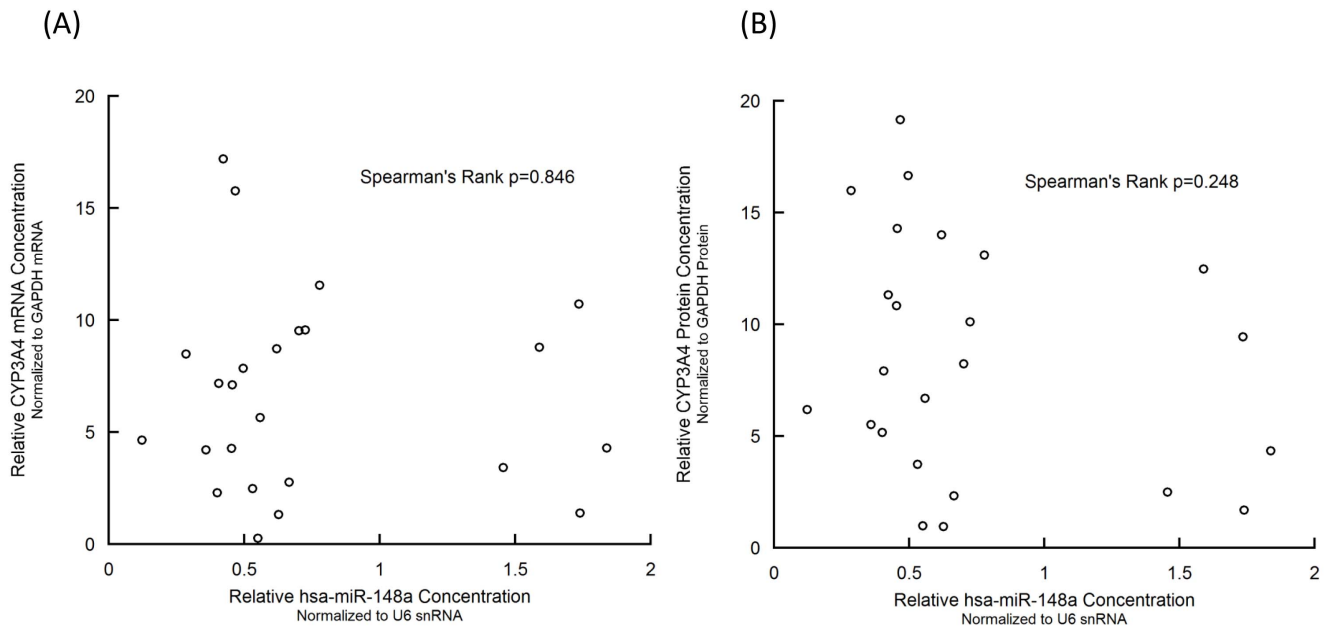 (A)
20
15
10
5
0
0 0.5 1 1.5 2
Relative CYP3A4 mRNA Concentration
Normalized to GAPDH mRNA
Spearman's Rank p=0.846
Relative hsa-miR-148a Concentration
Normalized to U6 snRNA
(B)
20
15
10
5
0
0 0.5 1 1.5 2
Relative CYP3A4 Protein Concentration
Normalized to GAPDH Protein
Spearman's Rank p=0.248
Relative hsa-miR-148a Concentration
Normalized to U6 snRNA